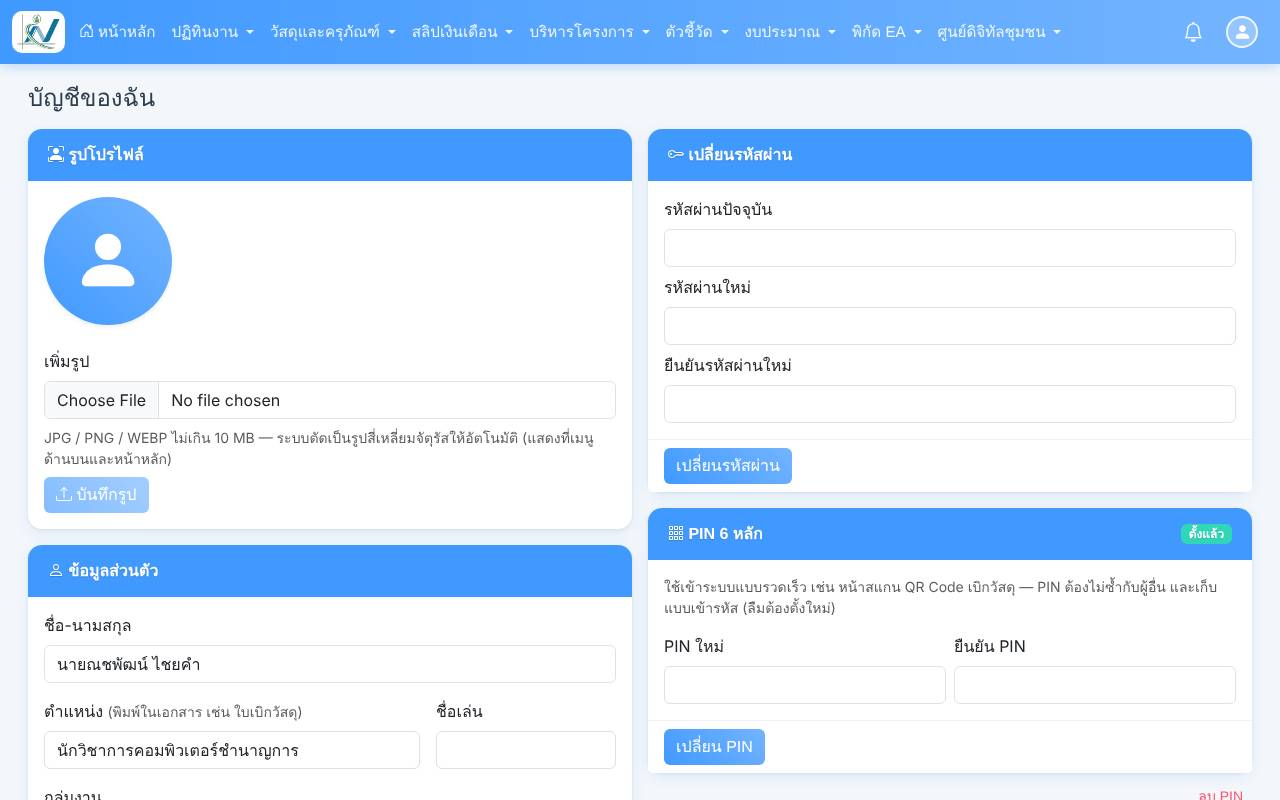 หน้าหลัก ปฏิทินงาน วัสดุและครุภัณฑ์ สลิปเงินเดือน บริหารโครงการ ตัวชี้วัด งบประมาณ พิกัด EA ศูนย์ดิจิทัลชุมชน
บัญชีของฉัน
รูปโปรไฟล์
เพิ่มรูป
Choose File No file chosen
JPG / PNG / WEBP ไม่เกิน 10 MB — ระบบตัดเป็นรูปสี่เหลี่ยมจัตุรัสให้อัตโนมัติ (แสดงที่เมนู
ด้านบนและหน้าหลัก)
บันทึกรูป
ข้อมูลส่วนตัว
ชื่อ-นามสกุล
นายณชพัฒน์ ไชยคำ
ตำแหน่ง (พิมพ์ในเอกสาร เช่น ใบเบิกวัสดุ) ชื่อเล่น
นักวิชาการคอมพิวเตอร์ชำนาญการ
กลุ่มงาน
เปลี่ยนรหัสผ่าน
รหัสผ่านปัจจุบัน
รหัสผ่านใหม่
ยืนยันรหัสผ่านใหม่
เปลี่ยนรหัสผ่าน
PIN 6 หลัก ตั้งแล้ว
ใช้เข้าระบบแบบรวดเร็ว เช่น หน้าสแกน QR Code เบิกวัสดุ — PIN ต้องไม่ซ้ำกับผู้อื่น และเก็บ
แบบเข้ารหัส (ลืมต้องตั้งใหม่)
PIN ใหม่ ยืนยัน PIN
เปลี่ยน PIN
ลบ PIN